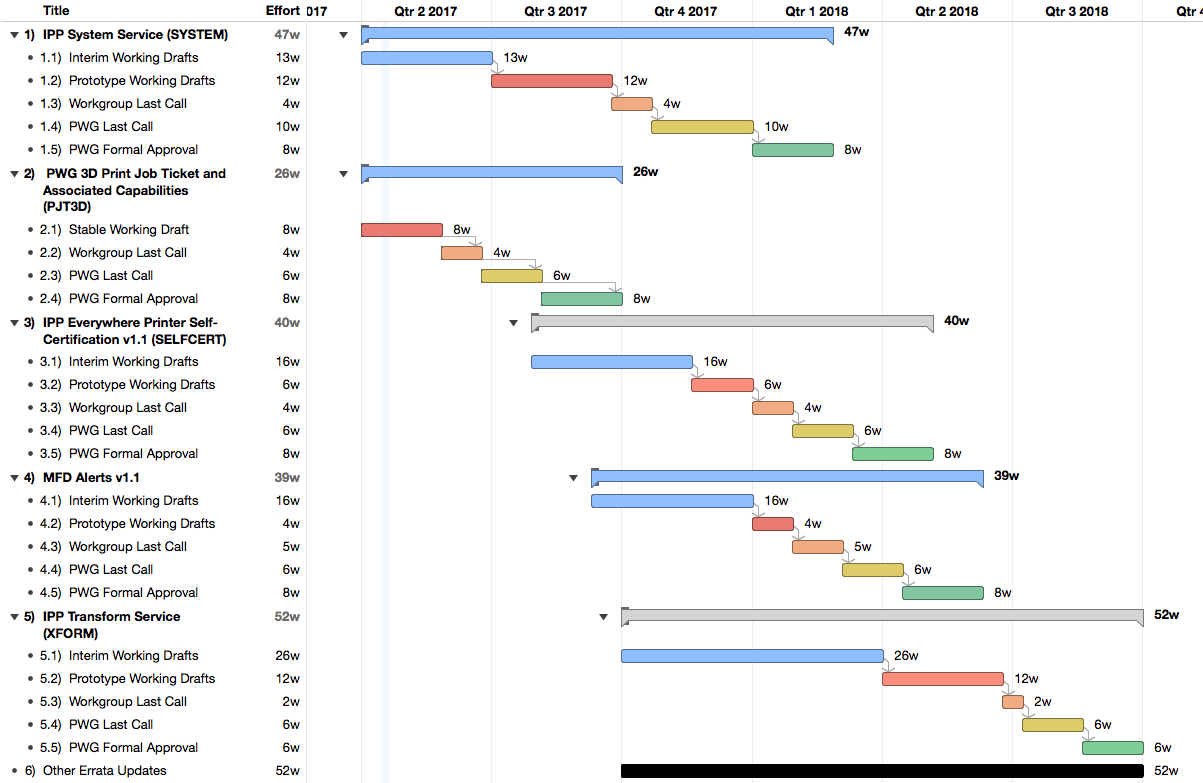 Title Effort 017 Qtr 2 2017 Qtr 3 2017 Qtr 4 2017 Qtr 1 2018 Qtr 2 2018 Qtr 3 2018 Qtr 4
1) IPP System Service (SYSTEM) 47w 47w
1.1) Interim Working Drafts 13w 13w
1.2) Prototype Working Drafts 12w 12w
1.3) Workgroup Last Call 4w 4w
1.4) PWG Last Call 10w 10w
1.5) PWG Formal Approval 8w 8w
2) PWG 3D Print Job Ticket and 26w 26w
Associated Capabilities
(PJT3D)
2.1) Stable Working Draft 8w 8w
2.2) Workgroup Last Call 4w 4w
2.3) PWG Last Call 6w 6w
2.4) PWG Formal Approval 8w 8w
3) IPP Everywhere Printer Self- 40w 40w
Certification v1.1 (SELFCERT)
3.1) Interim Working Drafts 16w 16w
3.2) Prototype Working Drafts 6w 6w
3.3) Workgroup Last Call 4w 4w
3.4) PWG Last Call 6w 6w
3.5) PWG Formal Approval 8w 8w
4) MFD Alerts v1.1 39w 39w
4.1) Interim Working Drafts 16w 16w
4.2) Prototype Working Drafts 4w 4w
4.3) Workgroup Last Call 5w 5w
4.4) PWG Last Call 6w 6w
4.5) PWG Formal Approval 8w 8w
5) IPP Transform Service 52w 52w
(XFORM)
5.1) Interim Working Drafts 26w 26w
5.2) Prototype Working Drafts 12w 12w
5.3) Workgroup Last Call 2w 2w
5.4) PWG Last Call 6w 6w
5.5) PWG Formal Approval 6w 6w
6) Other Errata Updates 52w 52w